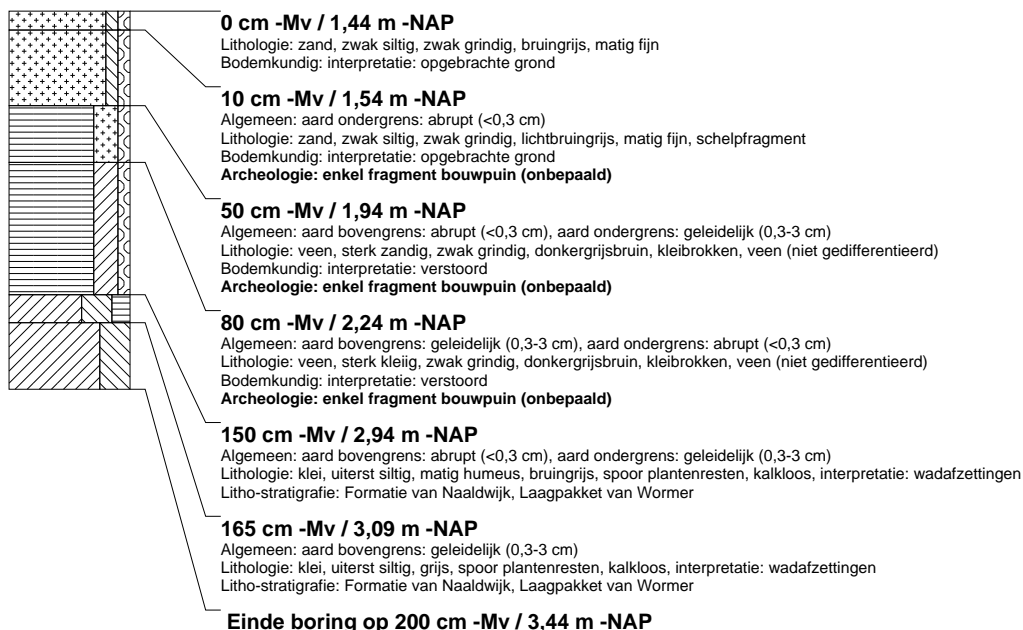 0 cm -Mv / 1,44 m -NAP
Lithologie: zand, zwak siltig, zwak grindig, bruingrijs, matig fijn
Bodemkundig: interpretatie: opgebrachte grond
10 cm -Mv / 1,54 m -NAP
Algemeen: aard ondergrens: abrupt (<0,3 cm)
Lithologie: zand, zwak siltig, zwak grindig, lichtbruingrijs, matig fijn, schelpfragment
Bodemkundig: interpretatie: opgebrachte grond
Archeologie: enkel fragment bouwpuin (onbepaald)
50 cm -Mv / 1,94 m -NAP
Algemeen: aard bovengrens: abrupt (<0,3 cm), aard ondergrens: geleidelijk (0,3-3 cm)
Lithologie: veen, sterk zandig, zwak grindig, donkergrijsbruin, kleibrokken, veen (niet gedifferentieerd)
Bodemkundig: interpretatie: verstoord
Archeologie: enkel fragment bouwpuin (onbepaald)
80 cm -Mv / 2,24 m -NAP
Algemeen: aard bovengrens: geleidelijk (0,3-3 cm), aard ondergrens: abrupt (<0,3 cm)
Lithologie: veen, sterk kleiig, zwak grindig, donkergrijsbruin, kleibrokken, veen (niet gedifferentieerd)
Bodemkundig: interpretatie: verstoord
Archeologie: enkel fragment bouwpuin (onbepaald)
150 cm -Mv / 2,94 m -NAP
Algemeen: aard bovengrens: abrupt (<0,3 cm), aard ondergrens: geleidelijk (0,3-3 cm)
Lithologie: klei, uiterst siltig, matig humeus, bruingrijs, spoor plantenresten, kalkloos, interpretatie: wadafzettingen
Litho-stratigrafie: Formatie van Naaldwijk, Laagpakket van Wormer
165 cm -Mv / 3,09 m -NAP
Algemeen: aard bovengrens: geleidelijk (0,3-3 cm)
Lithologie: klei, uiterst siltig, grijs, spoor plantenresten, kalkloos, interpretatie: wadafzettingen
Litho-stratigrafie: Formatie van Naaldwijk, Laagpakket van Wormer
Einde boring op 200 cm -Mv / 3,44 m -NAP